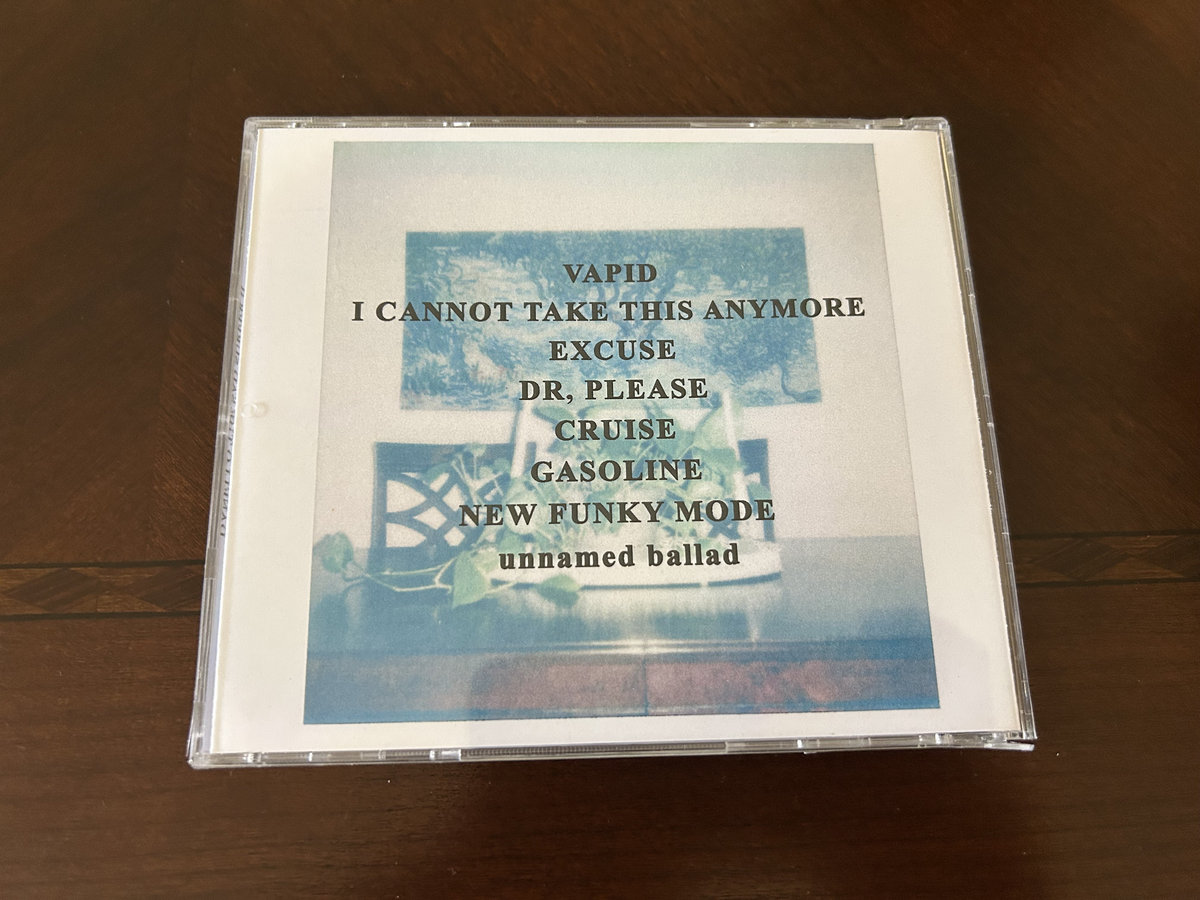 VAPID
I CANNOT TAKE THIS ANYMORE
EXCUSE
DR, PLEASE
CRUISE
GASOLINE
NEW FUNKY MODE
unnamed ballad